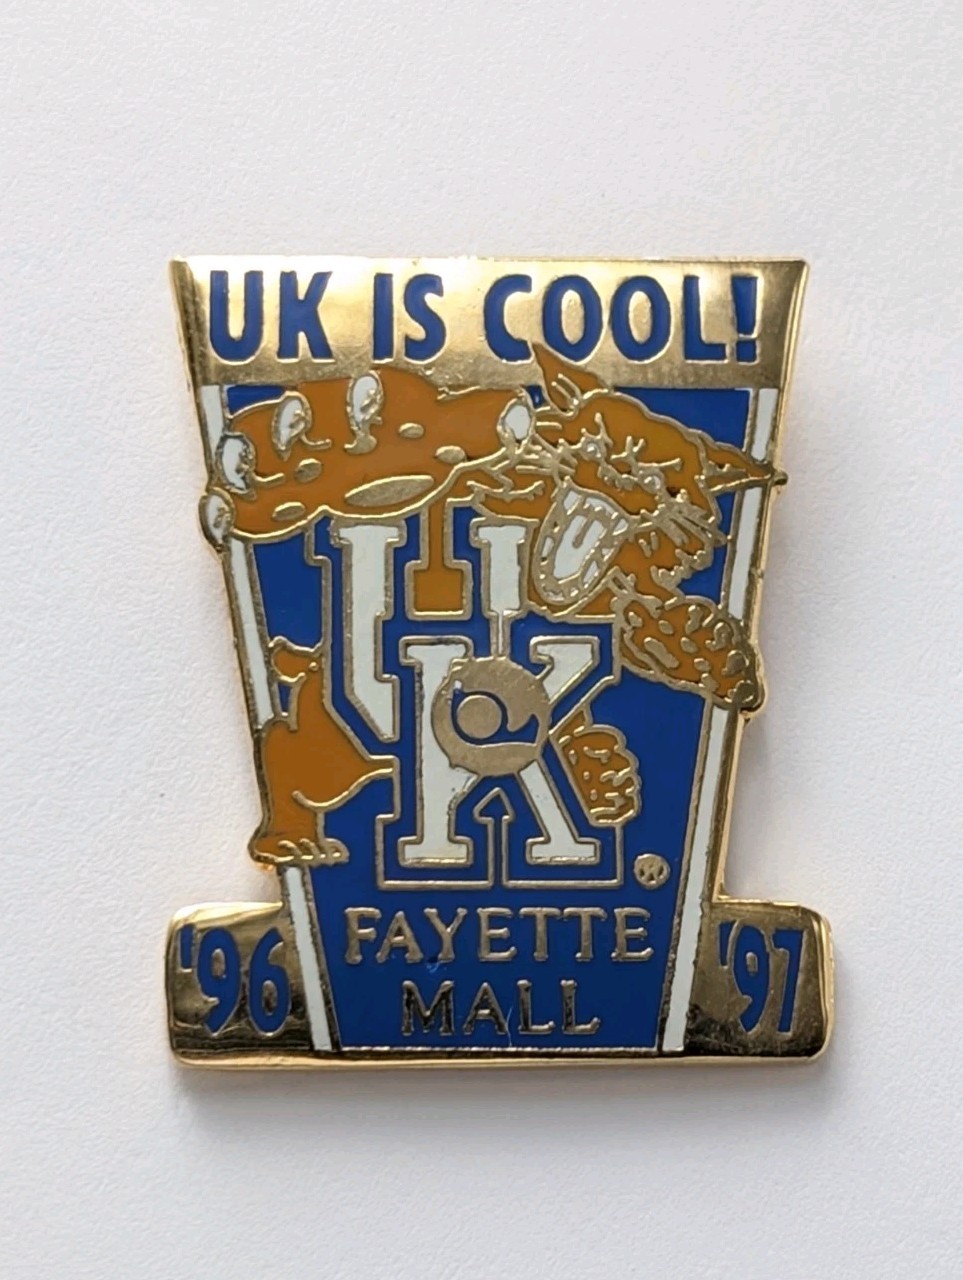 UK IS COOL!
UK
®
FAYETTE
MALL
'96
'97